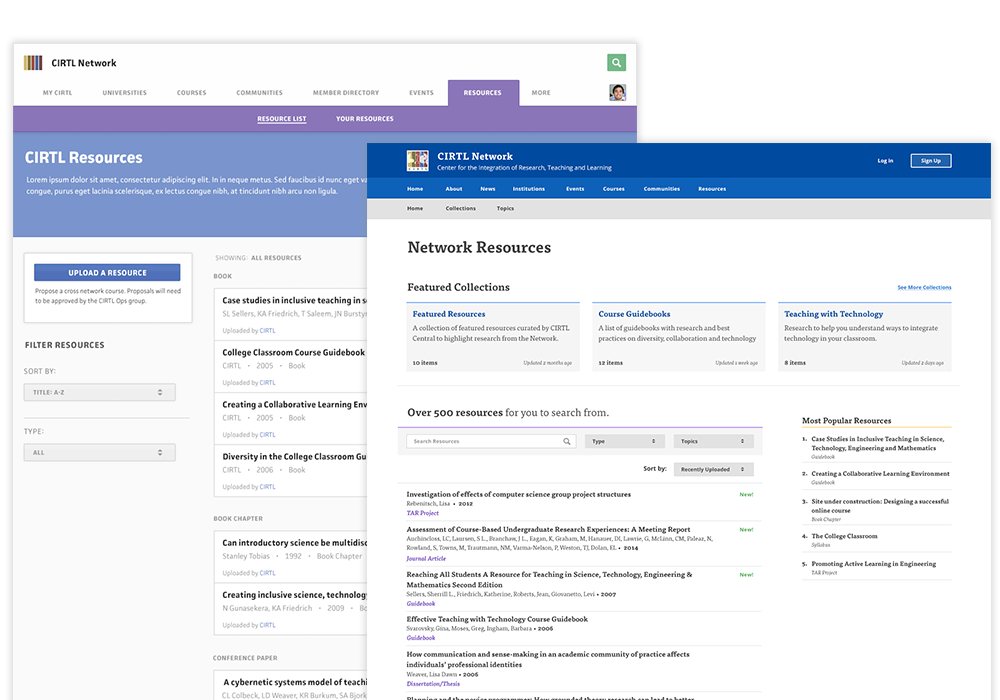 CIRTL Network
MY CIRTL UNIVERSITIES COURSES COMMUNITIES MEMBER DIRECTORY EVENTS RESOURCES MORE
RESOURCE LIST YOUR RESOURCES
CIRTL Resources
Lorem ipsum dolor sit amet, consectetur adipiscing elit. In in neque metus. Sed faucibus id nunc eget
congue, purus eget lacinia scelerisque, ex lectus congue nibh, at tincidunt nibh arcu non ligula.
UPLOAD A RESOURCE
Propose a cross network course. Proposals will need
to be approved by the CIRTL Ops group.
FILTER RESOURCES
SORT BY:
TITLE: A-Z
TYPE:
ALL
SHOWING: ALL RESOURCES
BOOK
Case studies in inclusive teaching in
SL Sellers, KA Friedrich, T Saleem, JN
Uploaded by CIRTL
College Classroom Course Guidebook
CIRTL • 2005 • Book
Uploaded by CIRTL
Creating a Collaborative Learning
CIRTL • 2005 • Book
Uploaded by CIRTL
Diversity in the College Classroom
CIRTL • 2006 • Book
Uploaded by CIRTL
BOOK CHAPTER
Can introductory science be
Stanley Tobias • 1992 • Book Chapter
Uploaded by CIRTL
Creating inclusive science,
N Gunasekera, KA Friedrich • 2009 •
Uploaded by CIRTL
CONFERENCE PAPER
A cybernetic systems model of
CL Colbeck, LD Weaver, KR Burkum, SA
CIRTL Network
Center for the Integration of Research, Teaching and Learning
Log In Sign Up
Home About News Institutions Events Courses Communities Resources
Home Collections Topics
Network Resources
Featured Collections
See More Collections
Featured Resources
A collection of featured resources curated by CIRTL
Central to highlight research from the Network.
10 items Updated 2 months ago
Course Guidebooks
A list of guidebooks with research and best
practices on diversity, collaboration and technology
12 items Updated 1 week ago
Teaching with Technology
Research to help you understand ways to integrate
technology in your classroom.
8 items Updated 2 days ago
Over 500 resources for you to search from.
Search Resources Type Topics
Sort by: Recently Uploaded
Investigation of effects of computer science group project structures New!
Rebenitsch, Lisa • 2012
TAR Project
Assessment of Course-Based Undergraduate Research Experiences: A Meeting Report New!
Auchincloss, LC, Laursen, S L., Branchaw, J L., Eagan, K, Graham, M, Hanauer, DI, Lawrie, G, McLinn, CM, Pelaez, N,
Rowland, S, Towns, M, Trautmann, NM, Varma-Nelson, P, Weston, TJ, Dolan, EL • 2014
Journal Article
Reaching All Students A Resource for Teaching in Science, Technology, Engineering & New!
Mathematics Second Edition
Sellers, Sherrill L., Friedrich, Katherine, Roberts, Jean, Giovanetto, Levi • 2007
Guidebook
Effective Teaching with Technology Course Guidebook
Svarovsky, Gina, Moses, Greg, Ingham, Barbara • 2006
Guidebook
How communication and sense-making in an academic community of practice affects
individuals' professional identities
Weaver, Lisa Dawn • 2006
Dissertation/Thesis
Planning and the novice programmer: How grounded theory research can lead to better
Most Popular Resources
1. Case Studies in Inclusive Teaching in Science,
Technology, Engineering and Mathematics
Guidebook
2. Creating a Collaborative Learning Environment
Guidebook
3. Site under construction: Designing a successful
online course
Book Chapter
4. The College Classroom
Syllabus
5. Promoting Active Learning in Engineering
TAR Project